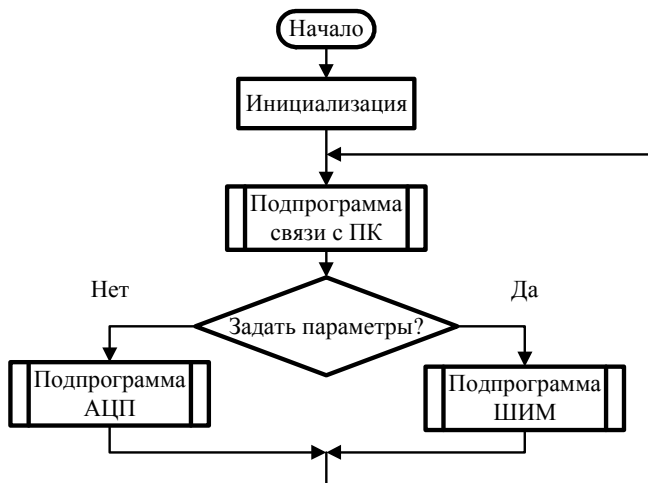 Начало
Инициализация
Подпрограмма
связи с ПК
Нет
Да
Задать параметры?
Подпрограмма
АЦП
Подпрограмма
ШИМ